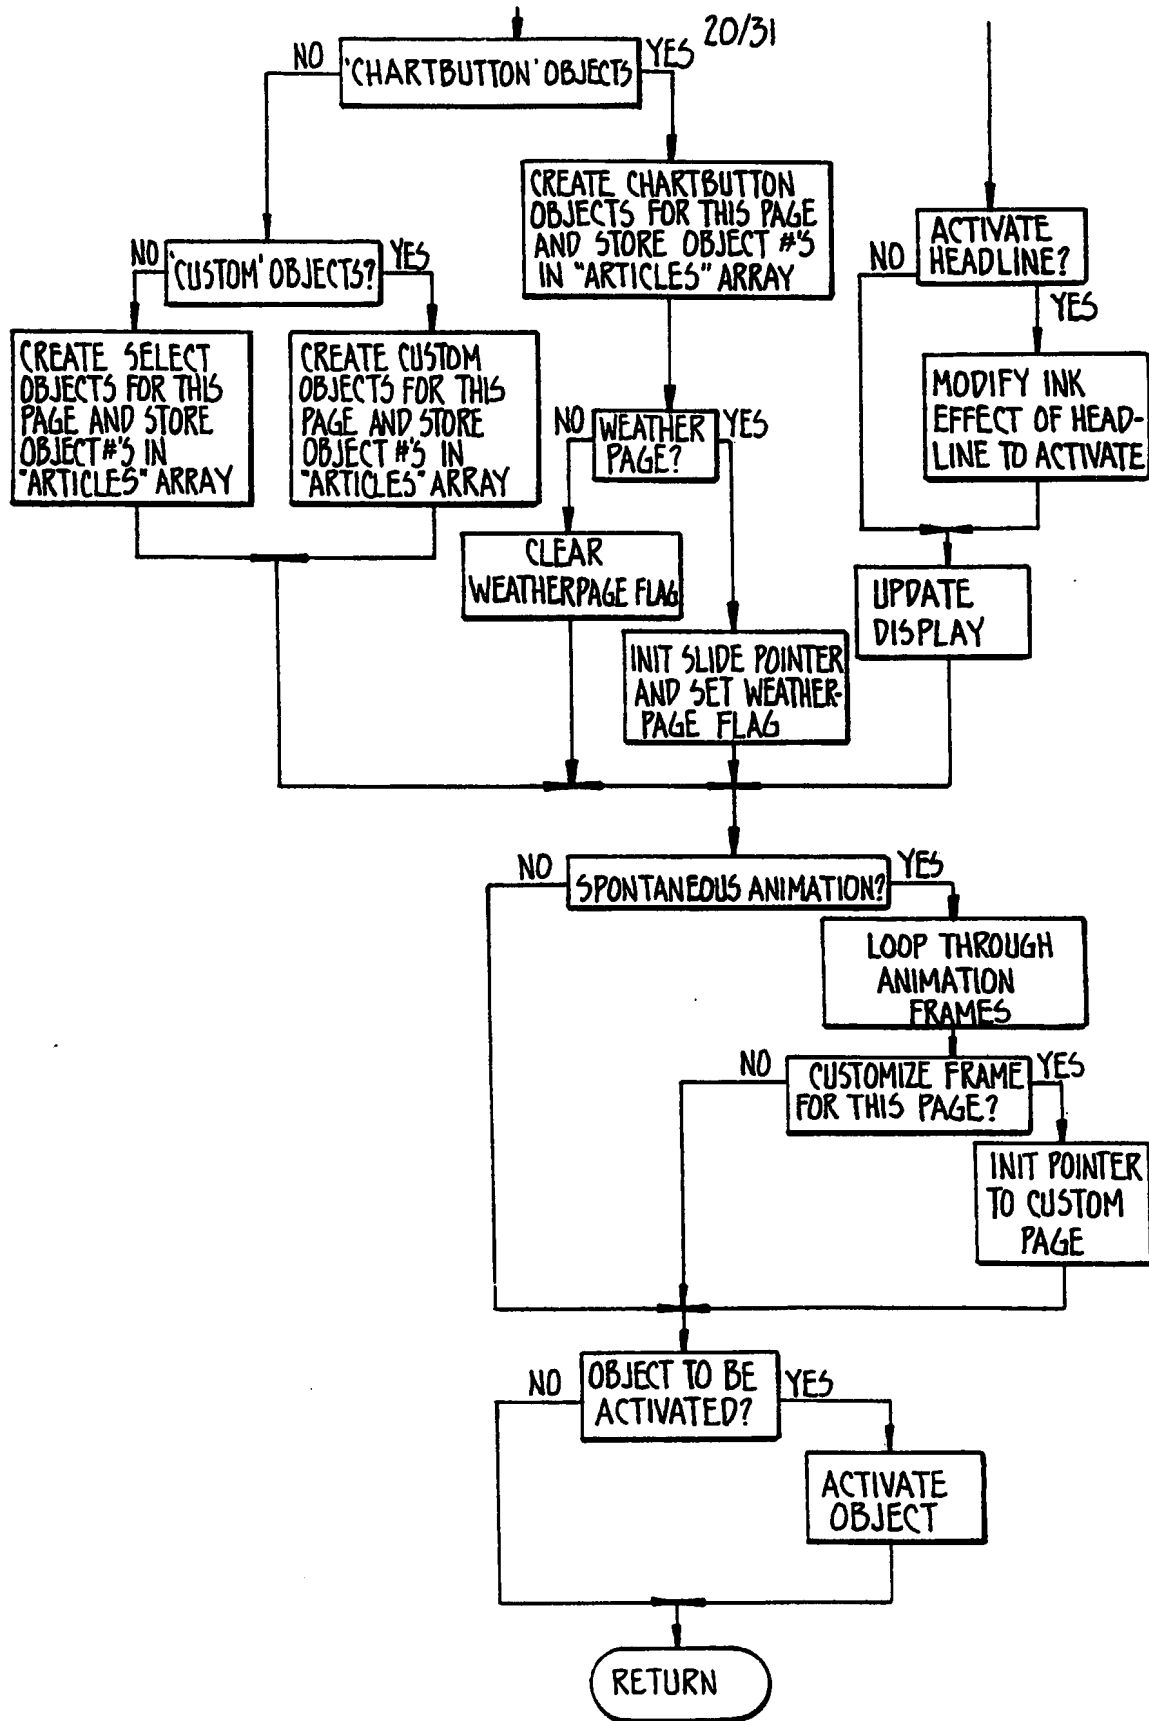 20/31
NO
'CHARTBUTTON' OBJECTS
YES
CREATE CHARTBUTTON
OBJECTS FOR THIS PAGE
AND STORE OBJECT #'S
IN "ARTICLES" ARRAY
ACTIVATE
HEADLINE?
NO
YES
NO
'CUSTOM' OBJECTS?
YES
CREATE SELECT
OBJECTS FOR THIS
PAGE AND STORE
OBJECT#'S IN
"ARTICLES" ARRAY
CREATE CUSTOM
OBJECTS FOR THIS
PAGE AND STORE
OBJECT #'S IN
"ARTICLES" ARRAY
MODIFY INK
EFFECT OF HEAD-
LINE TO ACTIVATE
NO
WEATHER
PAGE?
YES
CLEAR
WEATHERPAGE FLAG
UPDATE
DISPLAY
INIT SLIDE POINTER
AND SET WEATHER-
PAGE FLAG
NO
SPONTANEOUS ANIMATION?
YES
LOOP THROUGH
ANIMATION
FRAMES
NO
CUSTOMIZE FRAME
FOR THIS PAGE?
YES
INIT POINTER
TO CUSTOM
PAGE
NO
OBJECT TO BE
ACTIVATED?
YES
ACTIVATE
OBJECT
RETURN